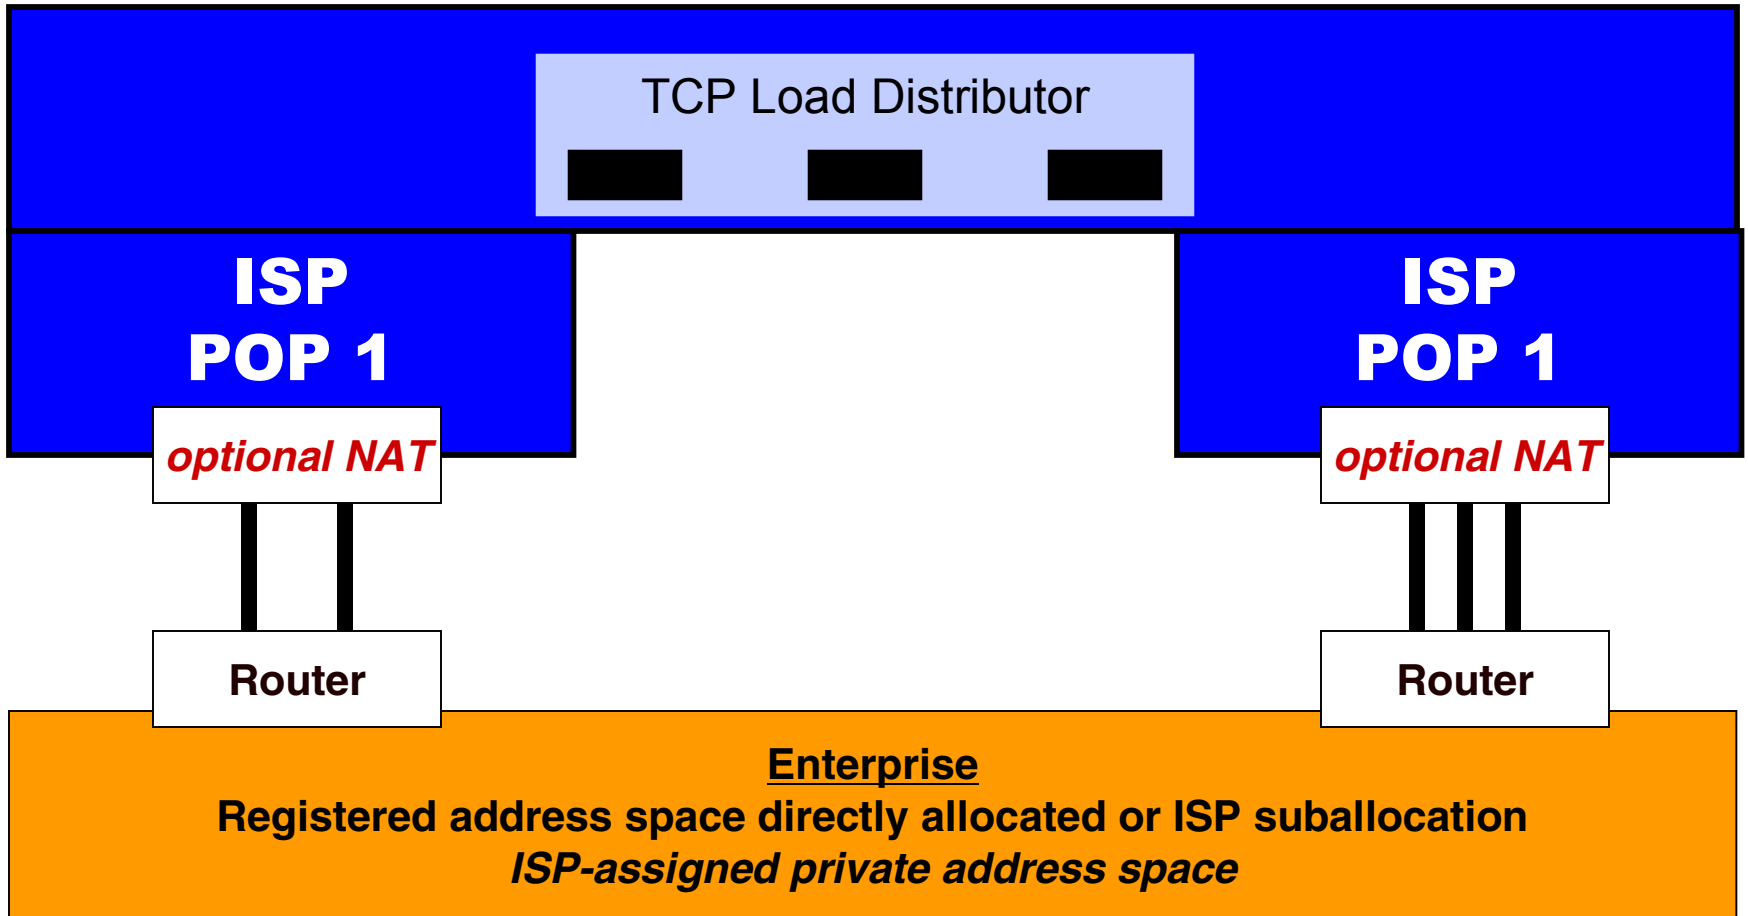 TCP Load Distributor
ISP
POP 1
ISP
POP 1
optional NAT
optional NAT
Router
Router
Enterprise
Registered address space directly allocated or ISP suballocation
ISP-assigned private address space